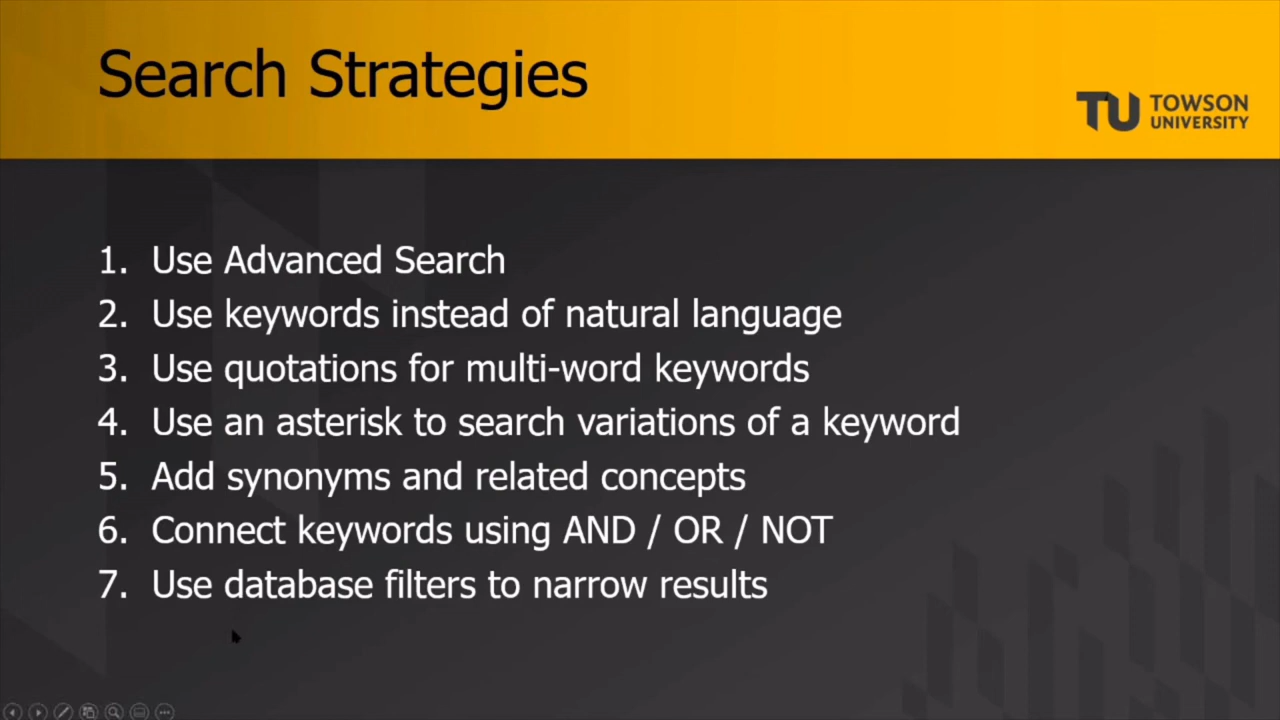 Search Strategies
TU TOWSON
UNIVERSITY
1. Use Advanced Search
2. Use keywords instead of natural language
3. Use quotations for multi-word keywords
4. Use an asterisk to search variations of a keyword
5. Add synonyms and related concepts
6. Connect keywords using AND / OR / NOT
7. Use database filters to narrow results